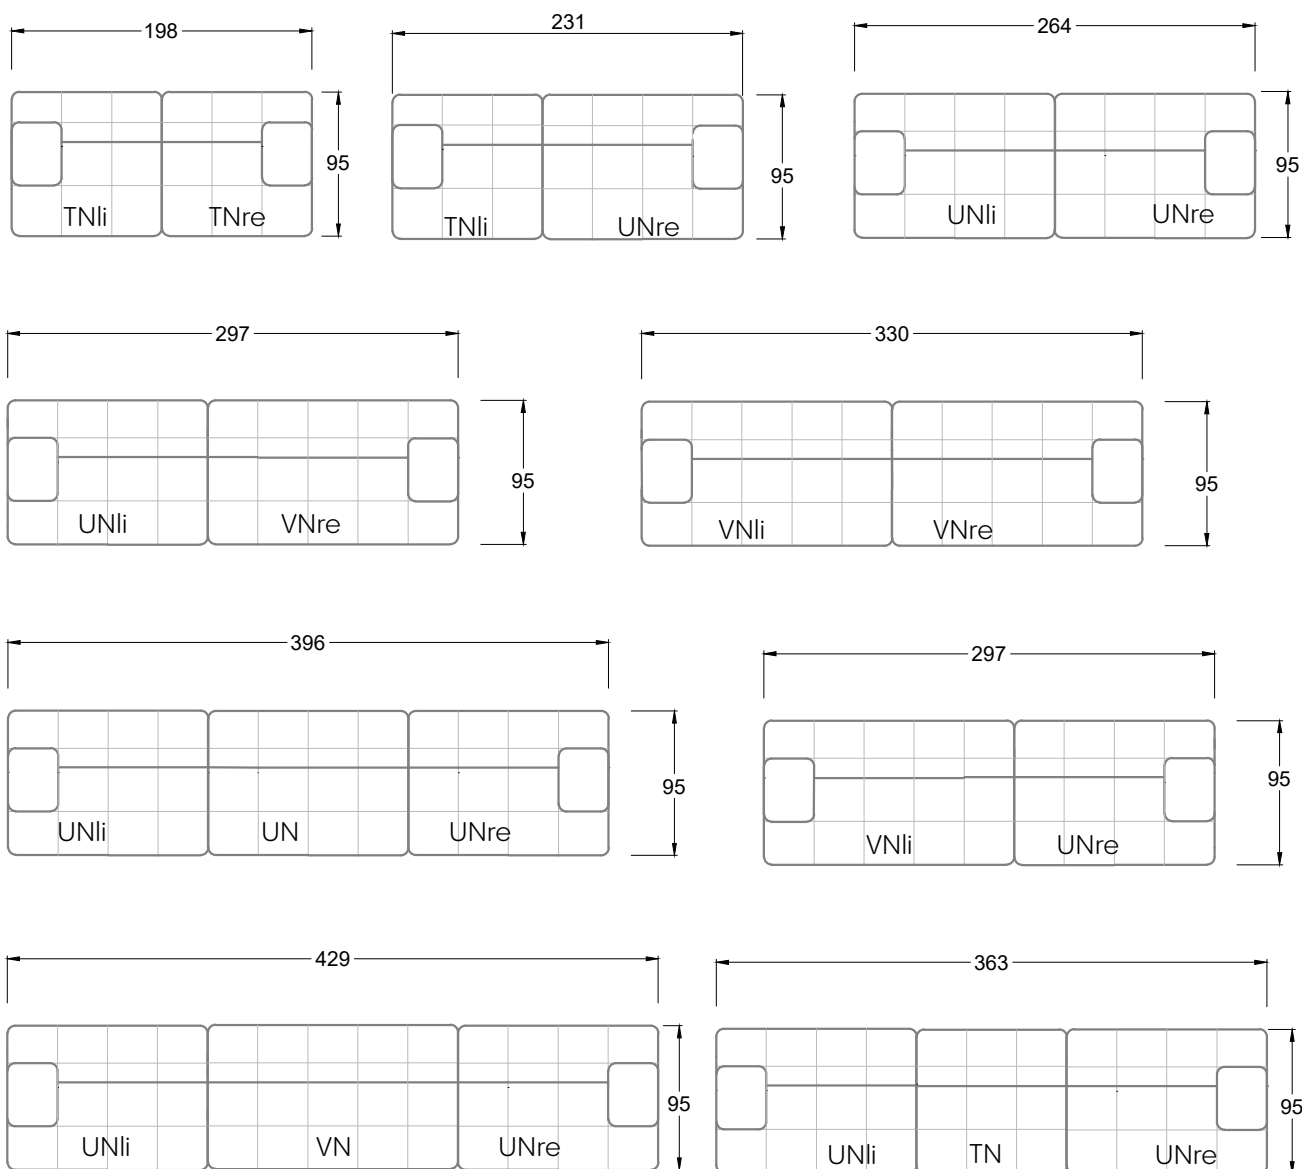 198
231
264
95
95
95
TNli TNre
TNli UNre
UNli UNre
297
330
95
95
UNli VNre
VNli VNre
396
297
95
95
UNli UN UNre
VNli UNre
429
363
95
95
UNli VN UNre
UNli TN UNre